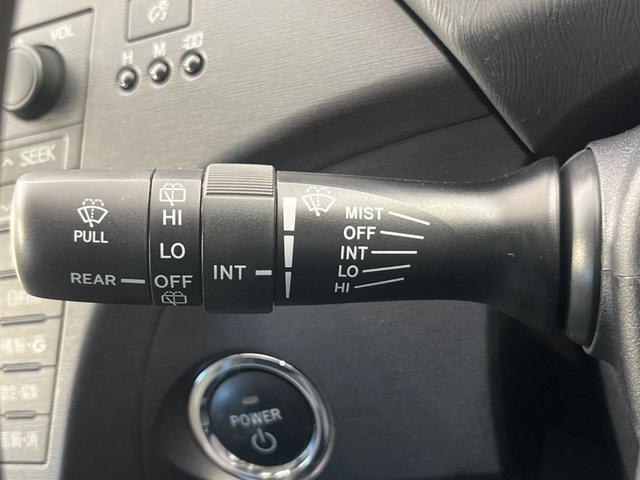 VOL
H M
SEEK
PULL
REAR
HI
LO
OFF
INT
MIST
OFF
INT
LO
HI
POWER